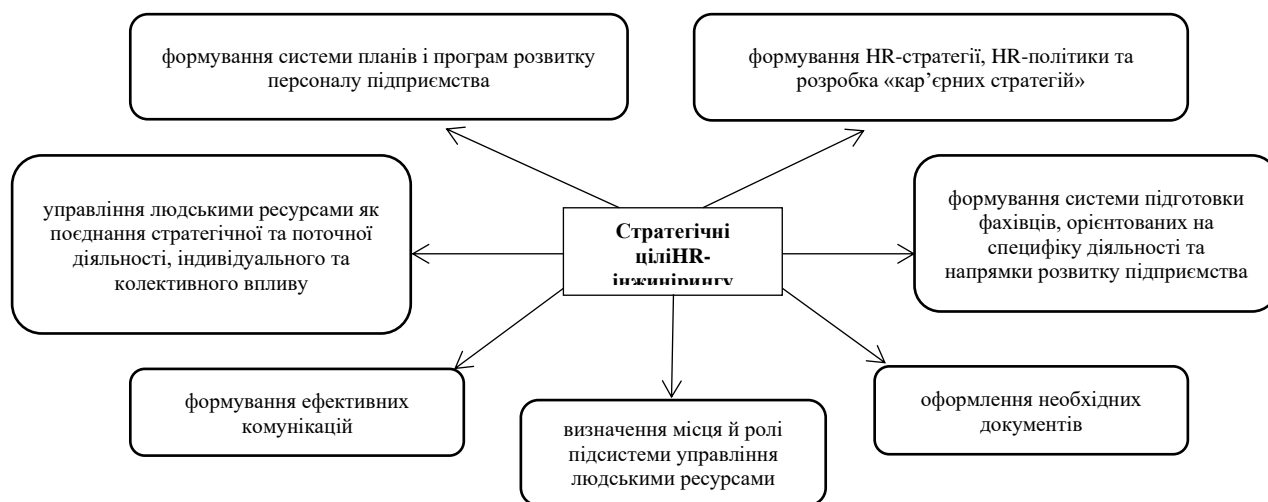 формування системи планів і програм розвитку
персоналу підприємства
формування HR-стратегії, HR-політики та
розробка «кар’єрних стратегій»
управління людськими ресурсами як
поєднання стратегічної та поточної
діяльності, індивідуального та
колективного впливу
Стратегічні
ціліHR-
інжинірингу
формування системи підготовки
фахівців, орієнтованих на
специфіку діяльності та
напрямки розвитку підприємства
формування ефективних
комунікацій
визначення місця й ролі
підсистеми управління
людськими ресурсами
оформлення необхідних
документів